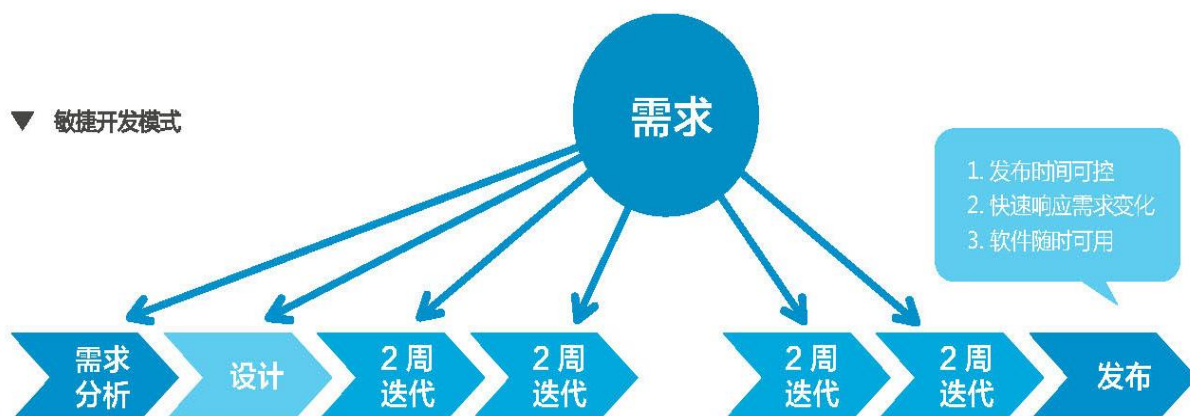 需求
▼ 敏捷开发模式
1. 发布时间可控
2. 快速响应需求变化
3. 软件随时可用
需求
分析
设计
2 周
迭代
2 周
迭代
2 周
迭代
2 周
迭代
发布